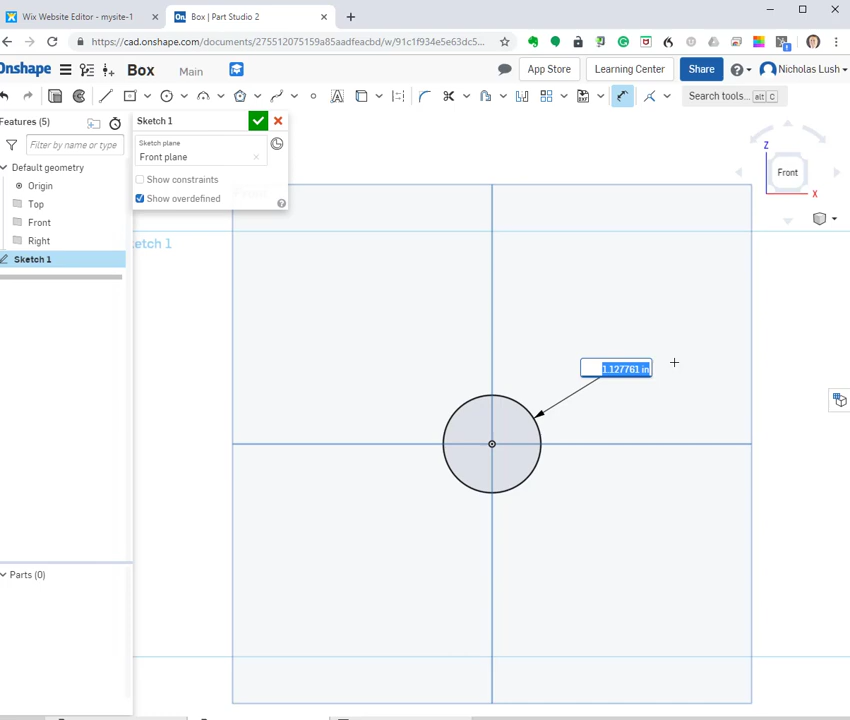 Wix Website Editor - mysite-1
Box | Part Studio 2
https://cad.onshape.com/documents/275512075159a85aadfeacbd/w/91c1f934e5e63dc5...
Onshape
Box
Main
App Store
Learning Center
Share
Nicholas Lush
Search tools...
alt C
Features (5)
Filter by name or type
Default geometry
Origin
Top
Front
Right
Sketch 1
Sketch 1
Sketch plane
Front plane
Show constraints
Show overdefined
etch 1
1.127761 in
Z
Front
X
Parts (0)